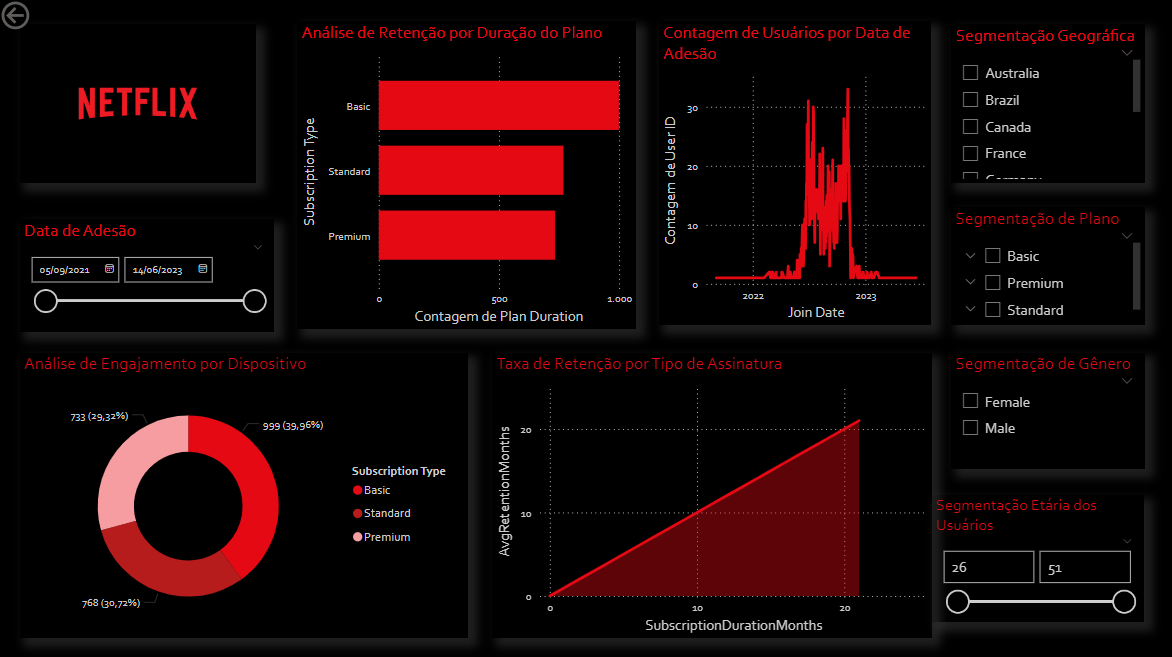 NETFLIX
Data de Adesão
05/09/2021
14/06/2023
Análise de Retenção por Duração do Plano
Subscription Type
Basic
Standard
Premium
0
500
1.000
Contagem de Plan Duration
Contagem de Usuários por Data de
Adesão
Contagem de User ID
30
20
10
0
2022
2023
Join Date
Segmentação Geográfica
Australia
Brazil
Canada
France
Germany
Segmentação de Plano
Basic
Premium
Standard
Análise de Engajamento por Dispositivo
733 (29,32%)
999 (39,96%)
768 (30,72%)
Subscription Type
Basic
Standard
Premium
Taxa de Retenção por Tipo de Assinatura
AvgRetentionMonths
20
10
0
0
10
20
SubscriptionDurationMonths
Segmentação de Gênero
Female
Male
Segmentação Etária dos
Usuários
26
51